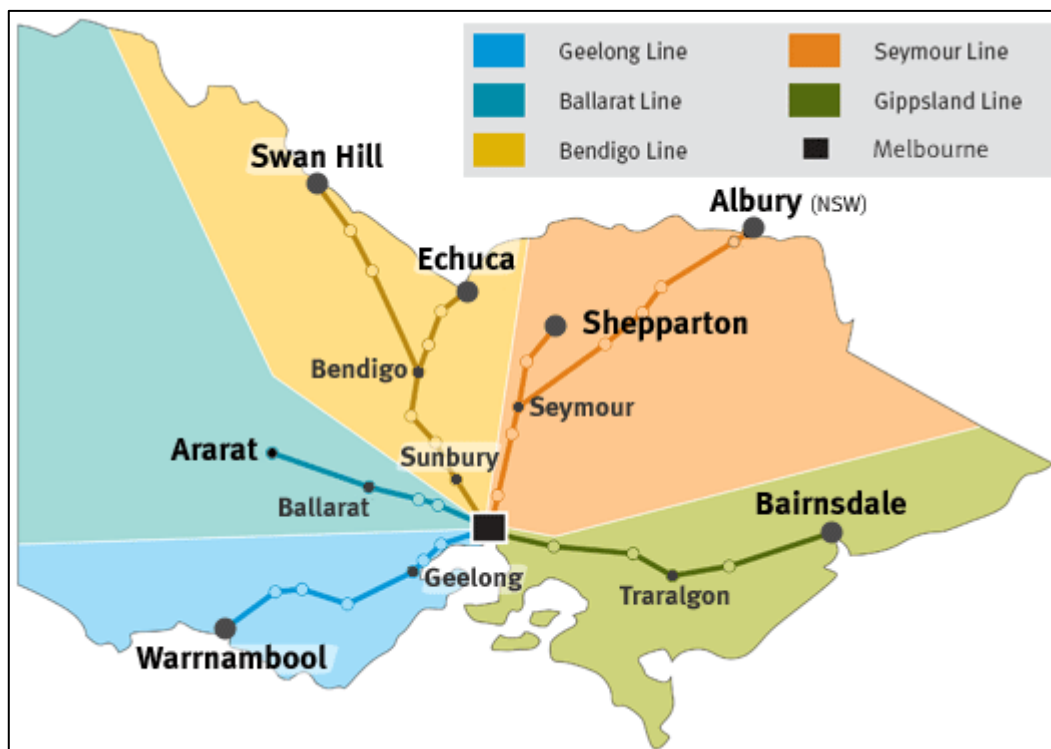 Geelong Line
Seymour Line
Ballarat Line
Gippsland Line
Bendigo Line
Melbourne
Swan Hill
Albury (NSW)
Echuca
Shepparton
Bendigo
Seymour
Ararat
Sunbury
Ballarat
Bairnsdale
Geelong
Traralgon
Warrnambool